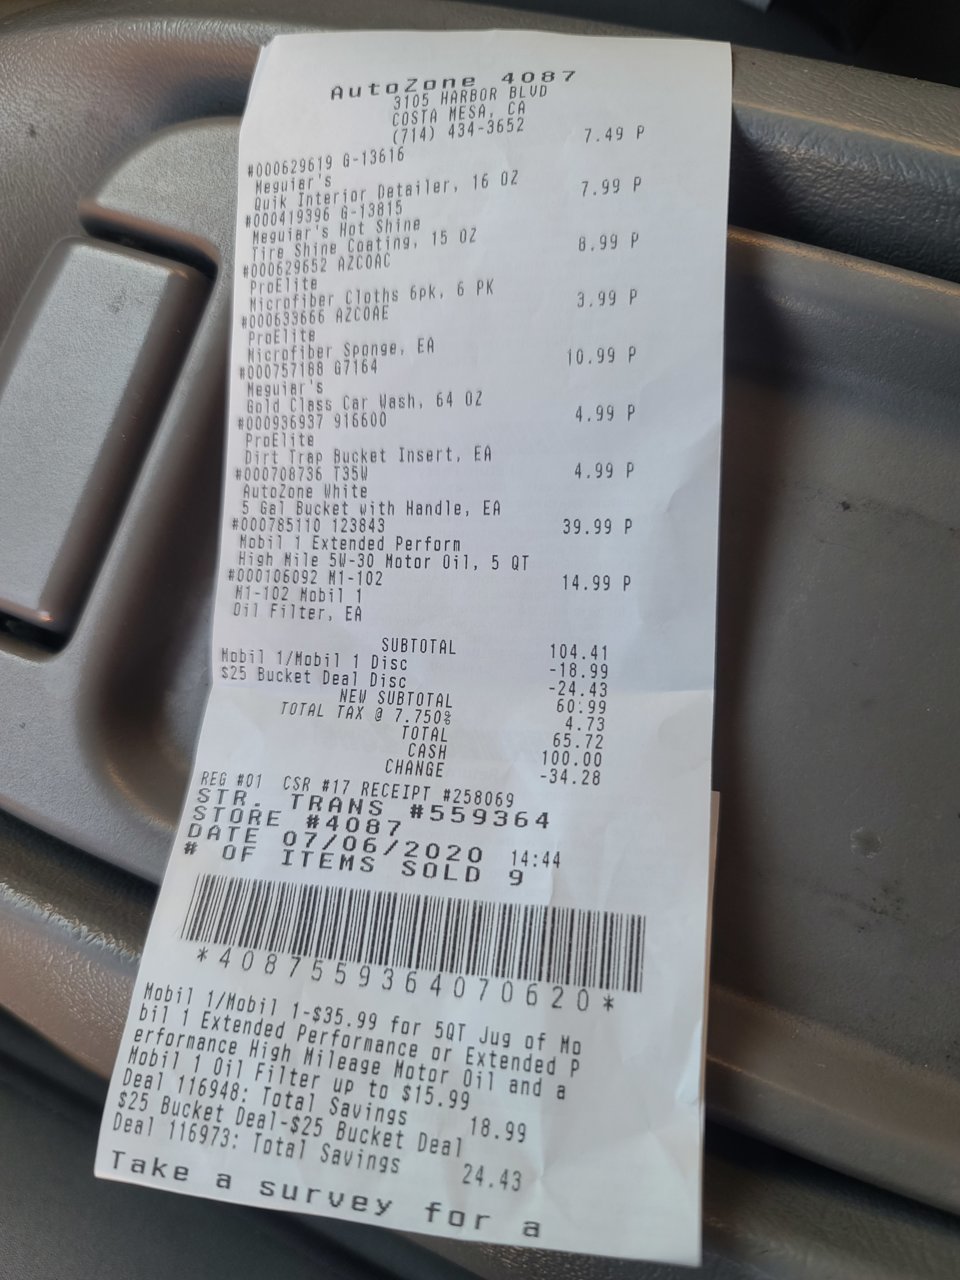 AutoZone 4087
3105 HARBOR BLVD
COSTA MESA, CA
(714) 434-3652
#000629619 G-13616 7.49 P
Meguiar's
Quik Interior Detailer, 16 OZ
#000419396 G-13815 7.99 P
Meguiar's Hot Shine
Tire Shine Coating, 15 OZ
#000629652 AZCOAC 8.99 P
ProElite
Microfiber Cloths 6pk, 6 PK
#000633666 AZCOAE 3.99 P
ProElite
Microfiber Sponge, EA
#000757188 G7164 10.99 P
Meguiar's
Gold Class Car Wash, 64 OZ
#000936937 916600 4.99 P
ProElite
Dirt Trap Bucket Insert, EA
#000708736 T35W 4.99 P
AutoZone White
5 Gal Bucket with Handle, EA
#000785110 123843 39.99 P
Mobil 1 Extended Perform
High Mile 5W-30 Motor Oil, 5 QT
#000106092 M1-102 14.99 P
M1-102 Mobil 1
Oil Filter, EA
SUBTOTAL 104.41
Mobil 1/Mobil 1 Disc -18.99
$25 Bucket Deal Disc -24.43
NEW SUBTOTAL 60.99
TOTAL TAX @ 7.750% 4.73
TOTAL 65.72
CASH 100.00
CHANGE -34.28
REG #01 CSR #17 RECEIPT #258069
STR. TRANS #559364
STORE #4087
DATE 07/06/2020 14:44
# OF ITEMS SOLD 9
*4087559364070620*
Mobil 1/Mobil 1-$35.99 for 5QT Jug of Mo
bil 1 Extended Performance or Extended P
erformance High Mileage Motor Oil and a
Mobil 1 Oil Filter up to $15.99
Deal 116948: Total Savings 18.99
$25 Bucket Deal-$25 Bucket Deal
Deal 116973: Total Savings 24.43
Take a survey for a